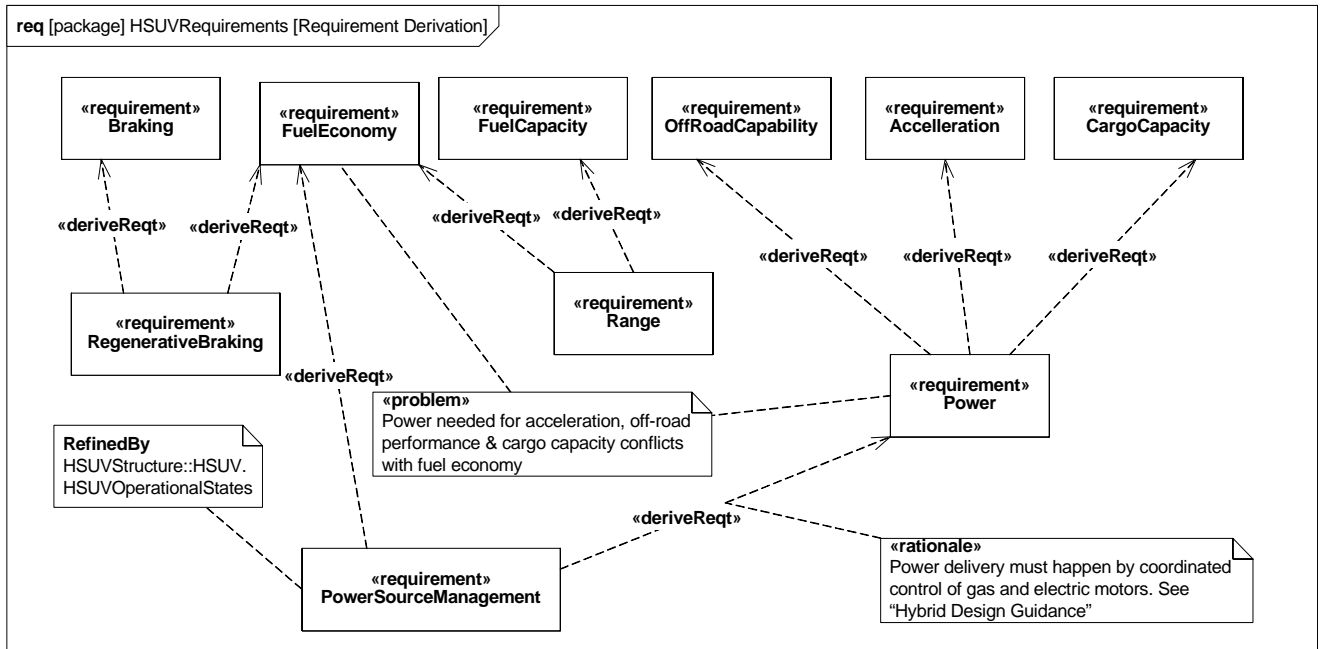 req [package] HSUVRequirements [Requirement Derivation]
«requirement»
Braking
«requirement»
FuelEconomy
«requirement»
FuelCapacity
«requirement»
OffRoadCapability
«requirement»
Accelleration
«requirement»
CargoCapacity
«deriveReqt»
«deriveReqt»
«deriveReqt»
«deriveReqt»
«deriveReqt»
«deriveReqt»
«deriveReqt»
«requirement»
RegenerativeBraking
«requirement»
Range
«deriveReqt»
«requirement»
Power
«problem»
Power needed for acceleration, off-road
performance & cargo capacity conflicts
with fuel economy
RefinedBy
HSUVStructure::HSUV.
HSUVOperationalStates
«deriveReqt»
«requirement»
PowerSourceManagement
«rationale»
Power delivery must happen by coordinated
control of gas and electric motors. See
“Hybrid Design Guidance”